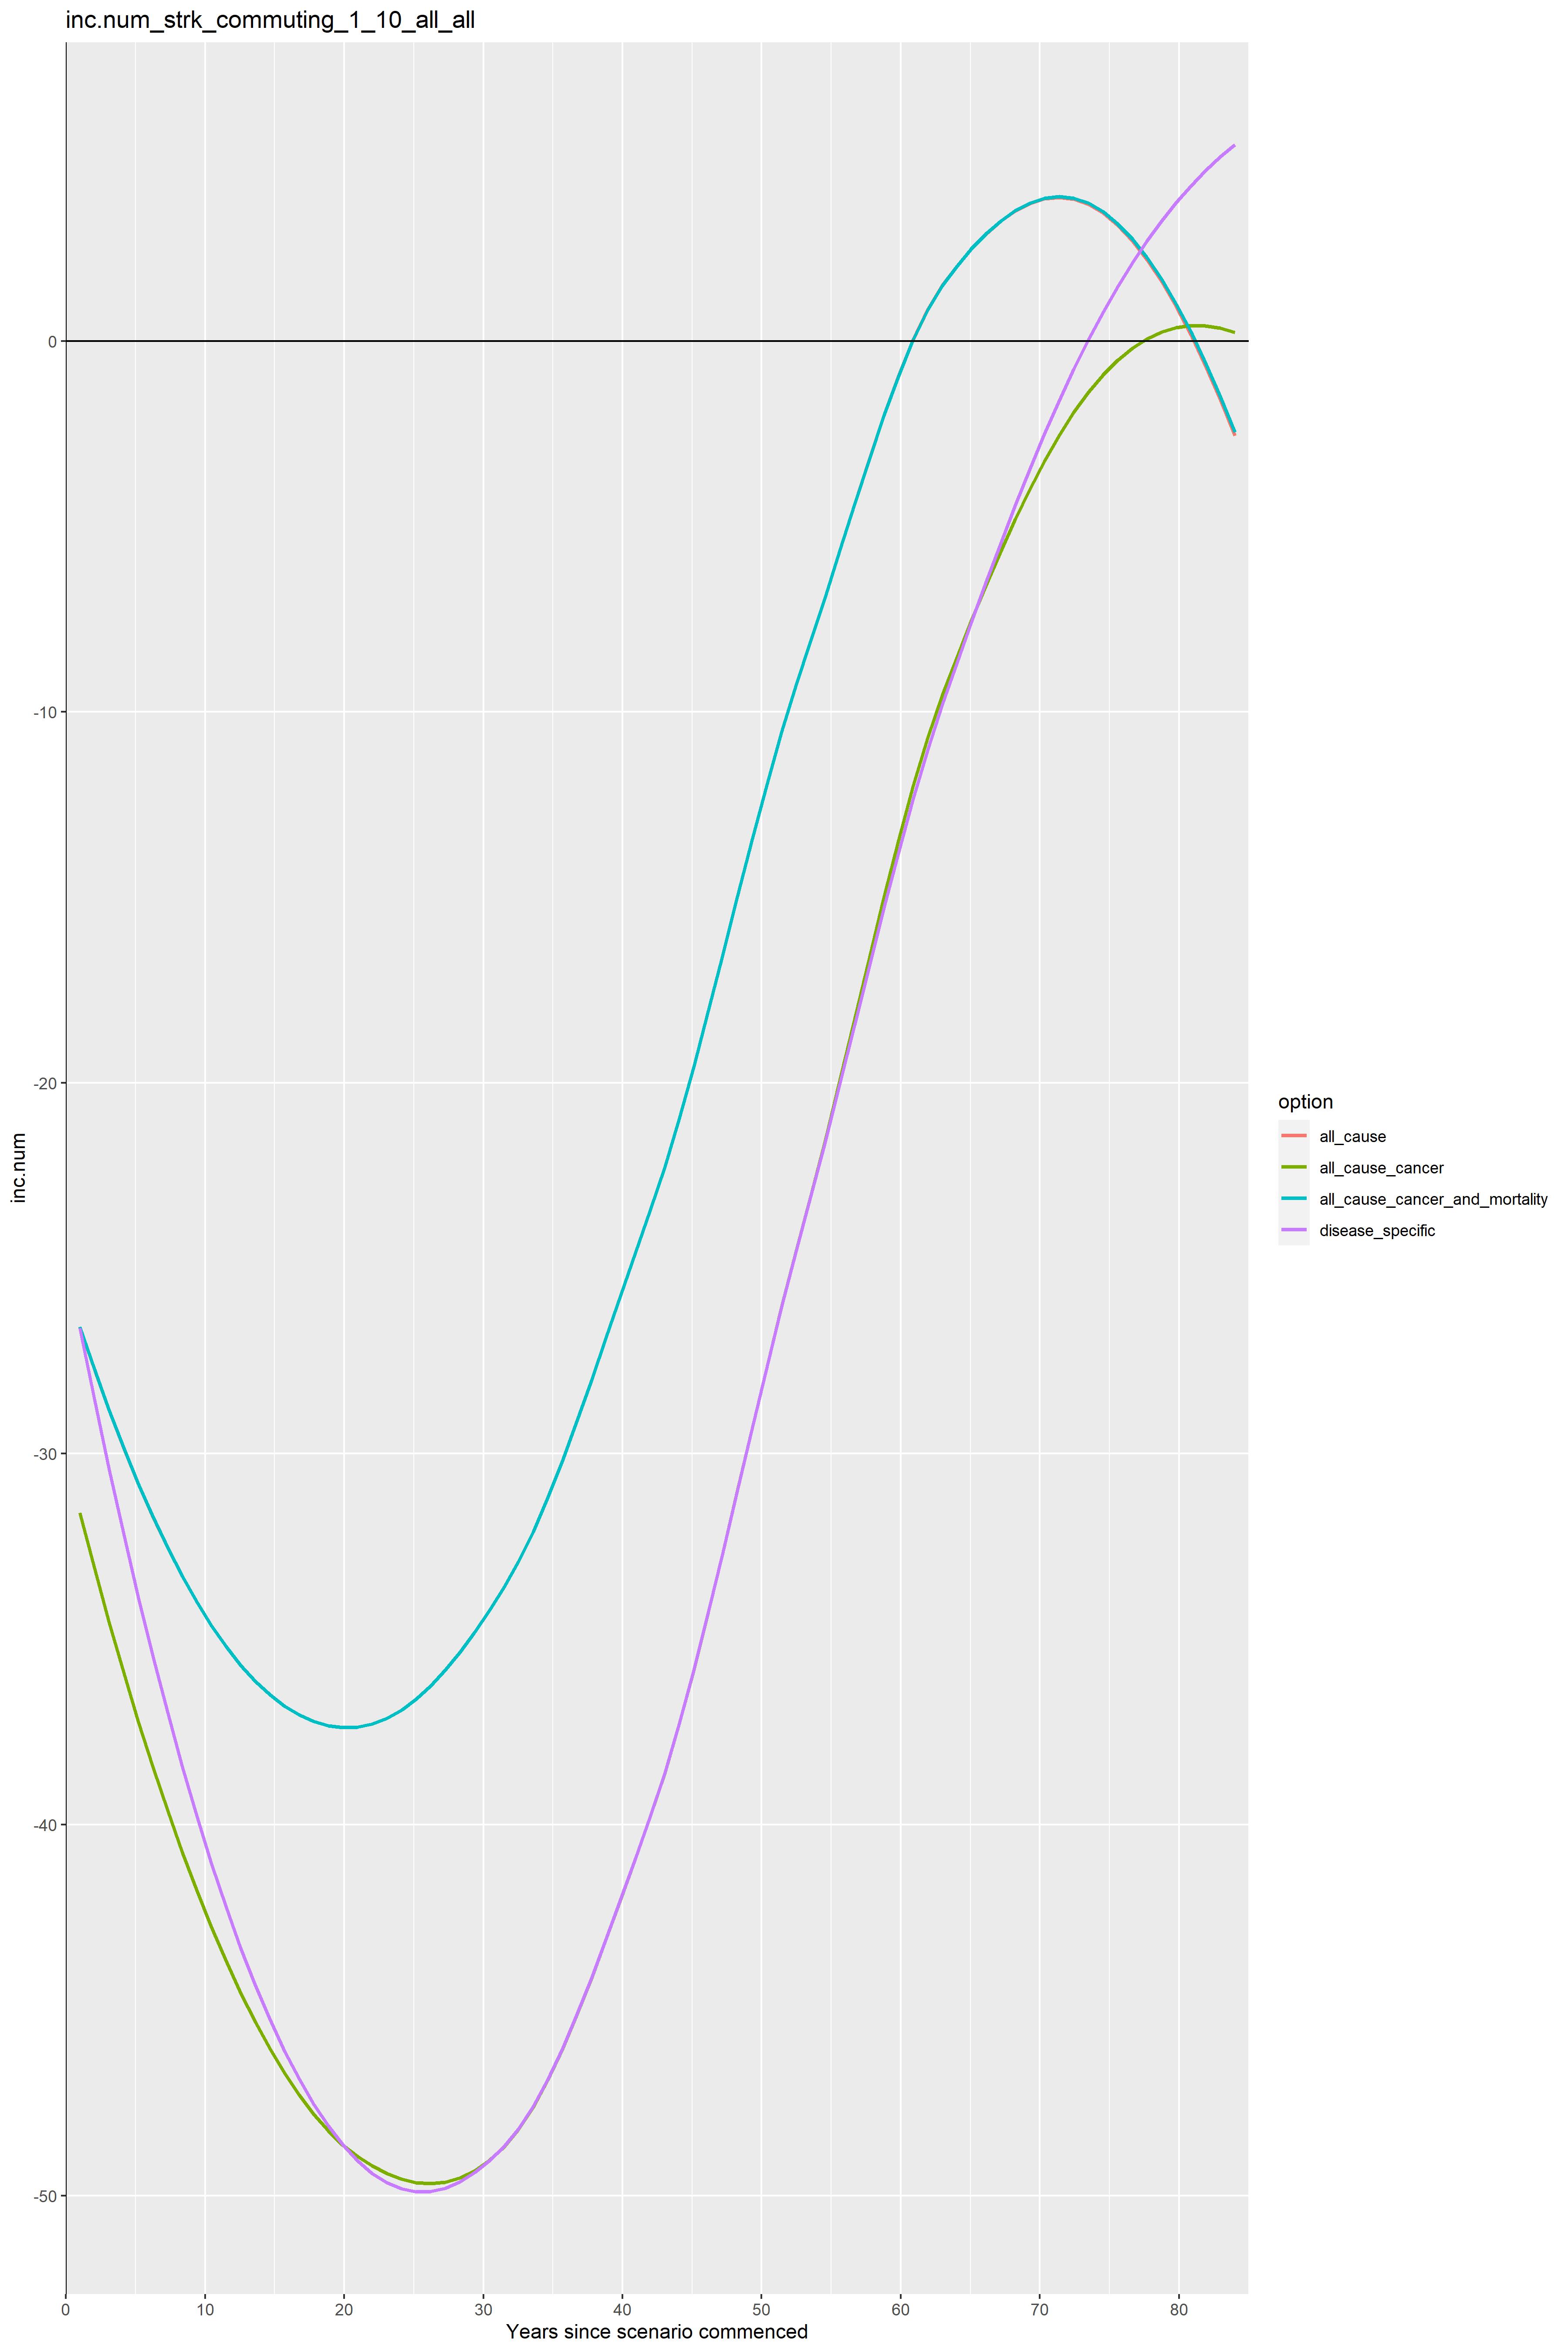 inc.num_strk_commuting_1_10_all_all
inc.num
0
-10
-20
-30
-40
-50
0 10 20 30 40 50 60 70 80
Years since scenario commenced
option
all_cause
all_cause_cancer
all_cause_cancer_and_mortality
disease_specific